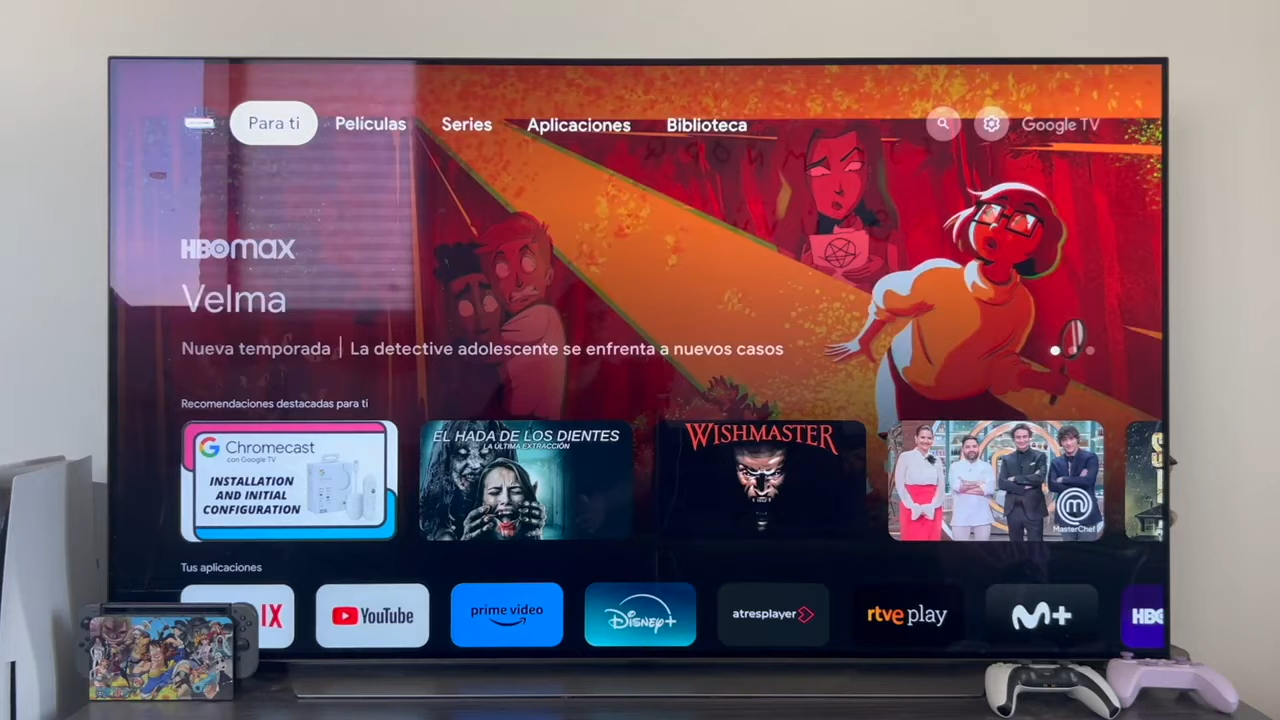 Para ti
Películas
Series
Aplicaciones
Biblioteca
Google TV
HBOmax
Velma
Nueva temporada | La detective adolescente se enfrenta a nuevos casos
Recomendaciones destacadas para ti
Chromecast
con Google TV
INSTALLATION
AND INITIAL
CONFIGURATION
EL HADA DE LOS DIENTES
LA ÚLTIMA EXTRACCIÓN
WISHMASTER
MasterChef
Tus aplicaciones
IX
YouTube
prime video
Disney+
atresplayer
rtve play
M+
HBO